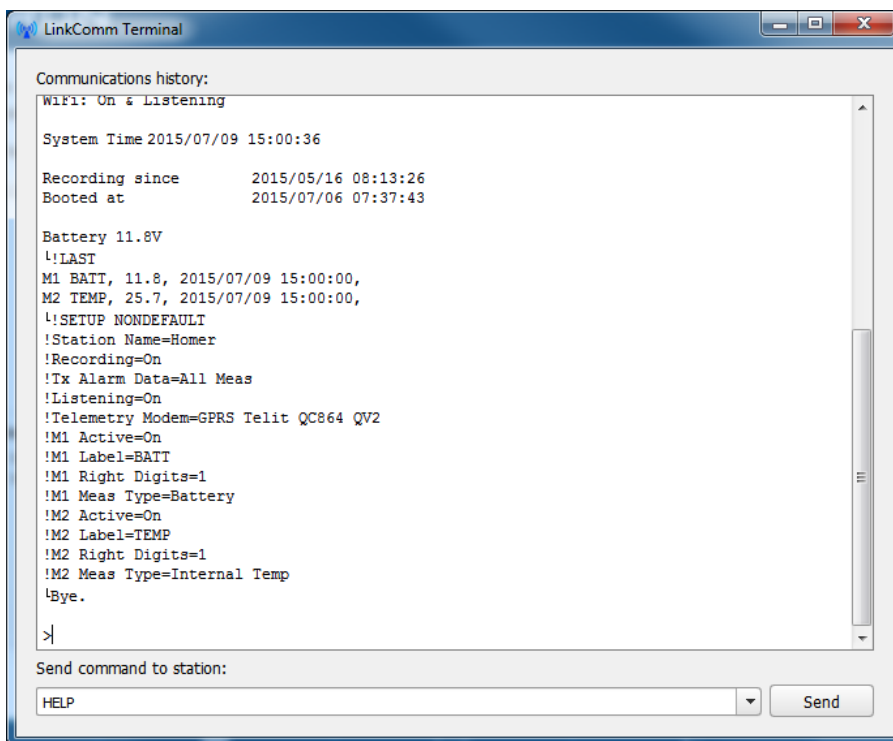 LinkComm Terminal
Communications history:
WiFi: On & Listening
System Time 2015/07/09 15:00:36
Recording since 2015/05/16 08:13:26
Booted at 2015/07/06 07:37:43
Battery 11.8V
└!LAST
M1 BATT, 11.8, 2015/07/09 15:00:00,
M2 TEMP, 25.7, 2015/07/09 15:00:00,
└!SETUP NONDEFAULT
!Station Name=Homer
!Recording=On
!Tx Alarm Data=All Meas
!Listening=On
!Telemetry Modem=GPRS Telit QC864 QV2
!M1 Active=On
!M1 Label=BATT
!M1 Right Digits=1
!M1 Meas Type=Battery
!M2 Active=On
!M2 Label=TEMP
!M2 Right Digits=1
!M2 Meas Type=Internal Temp
└Bye.
>
Send command to station:
HELP
Send